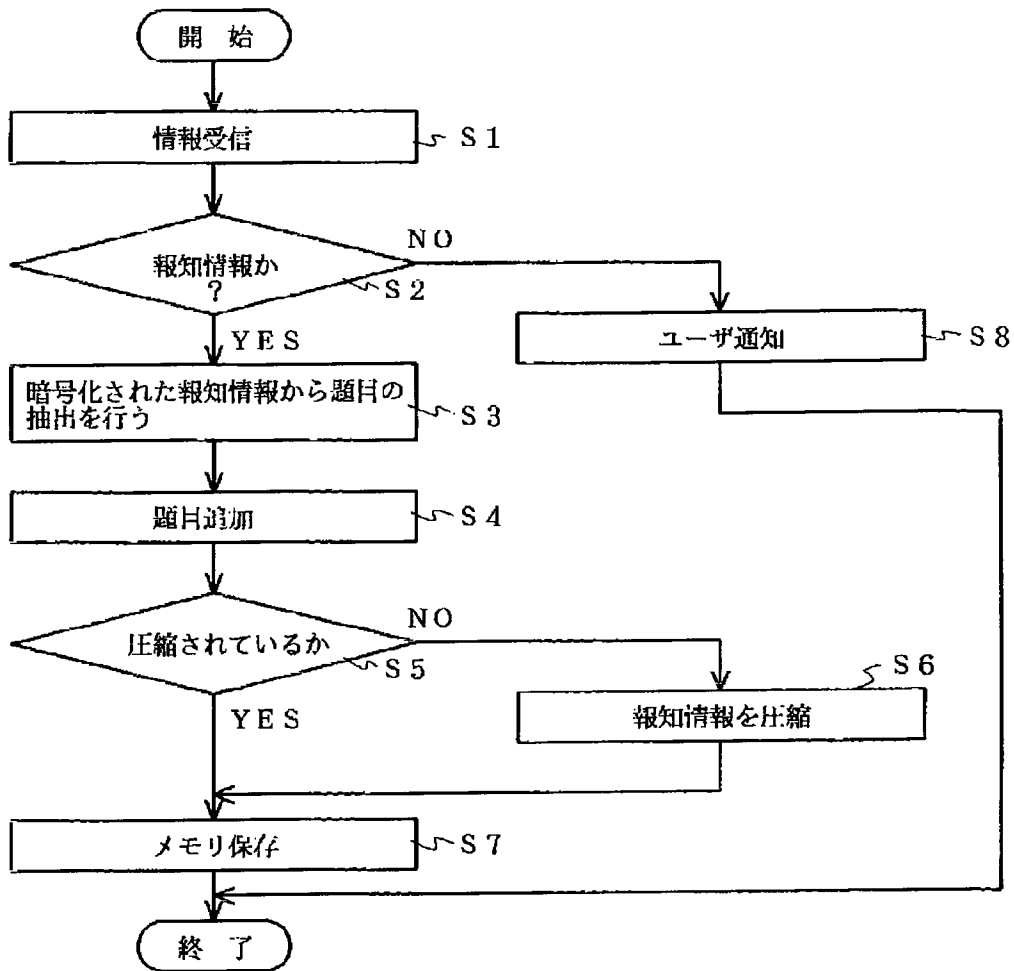 開 始
情報受信
S1
報知情報か
?
S2
NO
YES
ユーザ通知
S8
暗号化された報知情報から題目の
抽出を行う
S3
題目追加
S4
圧縮されているか
S5
NO
YES
S6
報知情報を圧縮
メモリ保存
S7
終 了